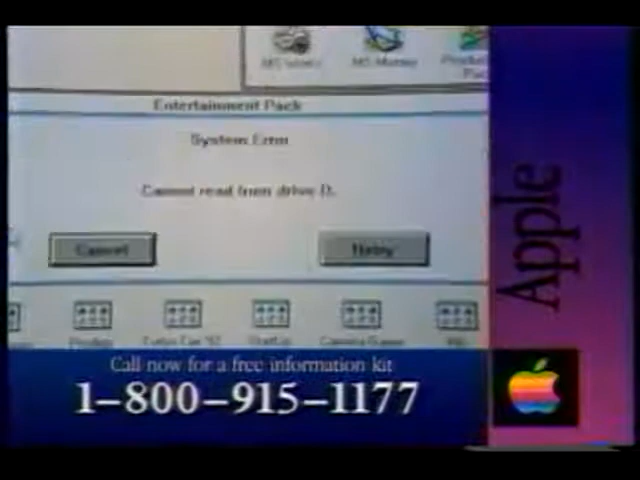 MS Works
MS Money
Entertainment Pack
System Error
Cannot read from drive D.
Cancel
Retry
StartUp
Apple
Call now for a free information kit
1-800-915-1177